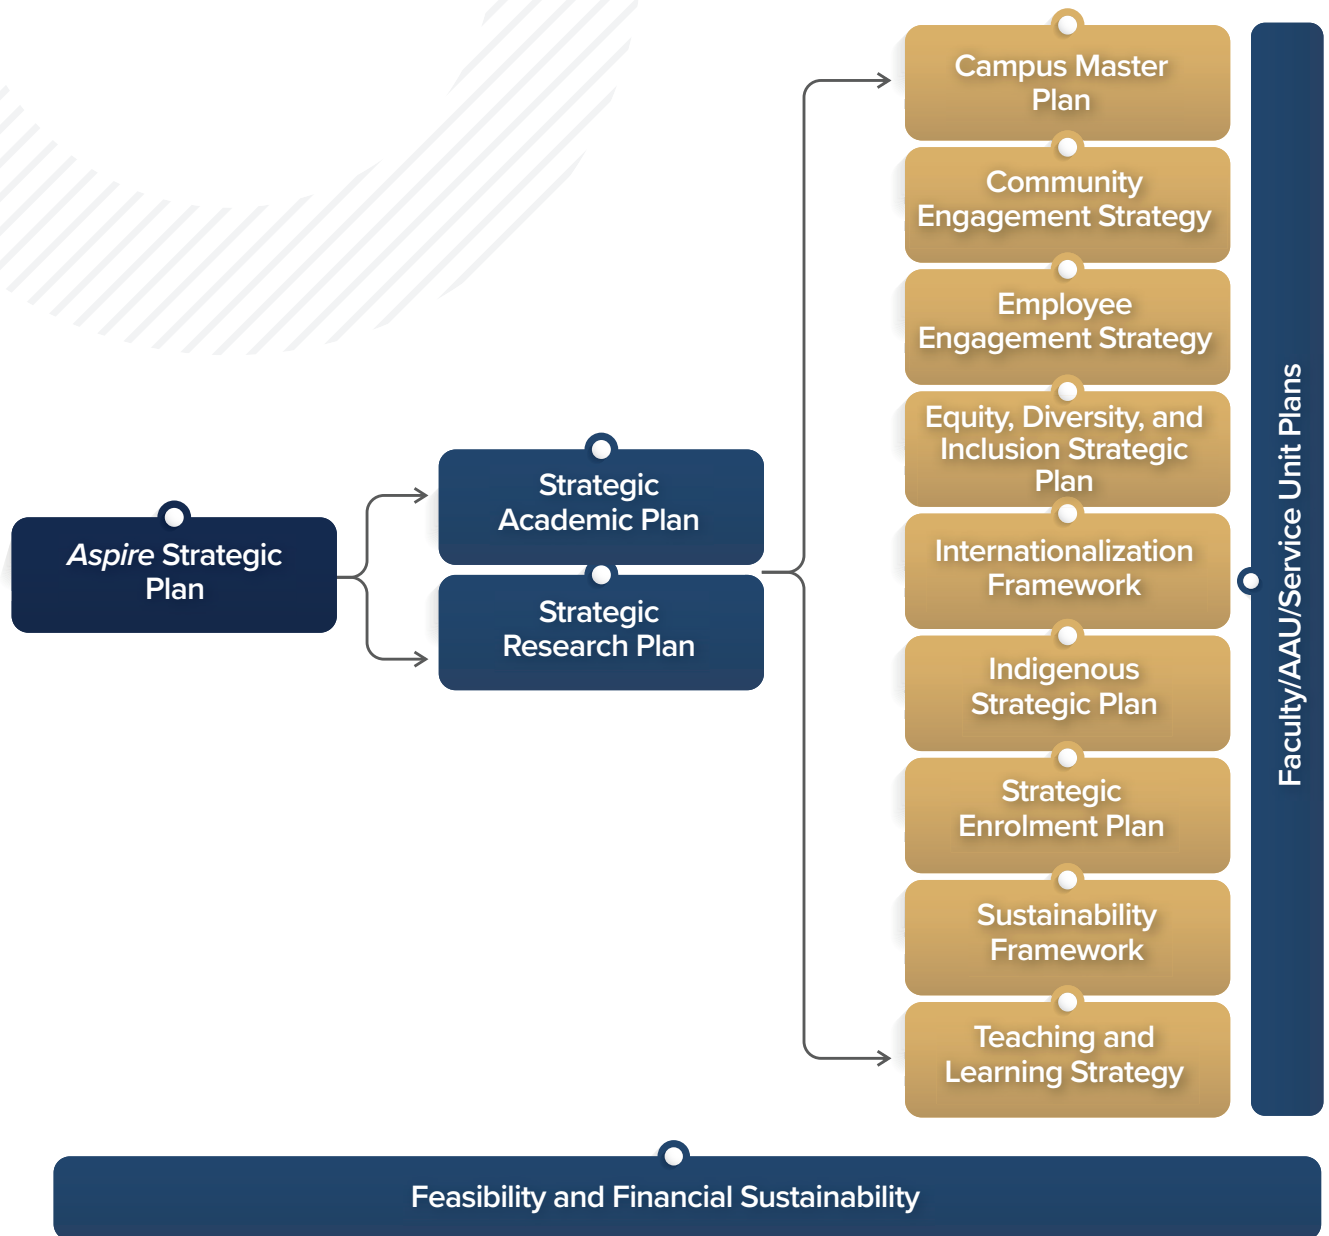 Aspire Strategic
Plan
Strategic
Academic Plan
Strategic
Research Plan
Campus Master
Plan
Community
Engagement Strategy
Employee
Engagement Strategy
Equity, Diversity, and
Inclusion Strategic
Plan
Internationalization
Framework
Indigenous
Strategic Plan
Strategic
Enrolment Plan
Sustainability
Framework
Teaching and
Learning Strategy
Faculty/AAU/Service Unit Plans
Feasibility and Financial Sustainability